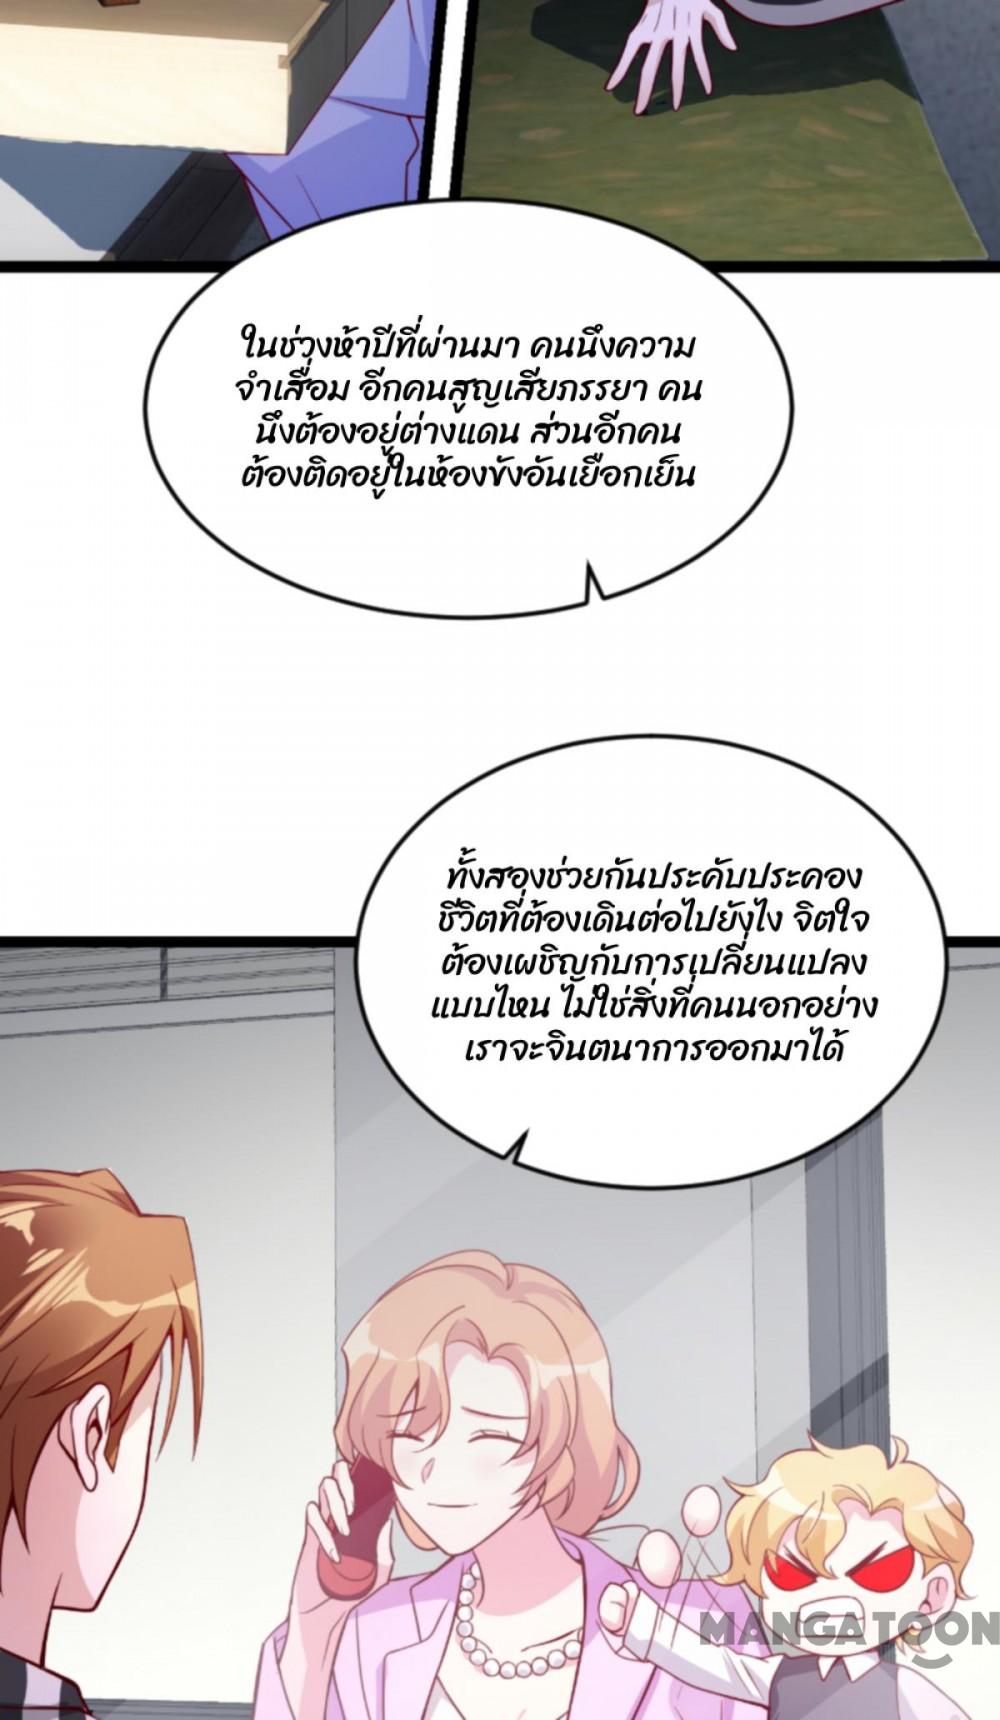 ในช่วงห้าปีที่ผ่านมา คนนึงความ
จำเสื่อม อีกคนสูญเสียภรรยา คน
นึงต้องอยู่ต่างแดน ส่วนอีกคน
ต้องติดอยู่ในห้องขังอันเยือกเย็น
ทั้งสองช่วยกันประคับประคอง
ชีวิตที่ต้องเดินต่อไปยังไง จิตใจ
ต้องเผชิญกับการเปลี่ยนแปลง
แบบไหน ไม่ใช่สิ่งที่คนนอกอย่าง
เราจะจินตนาการออกมาได้
MANGATOON